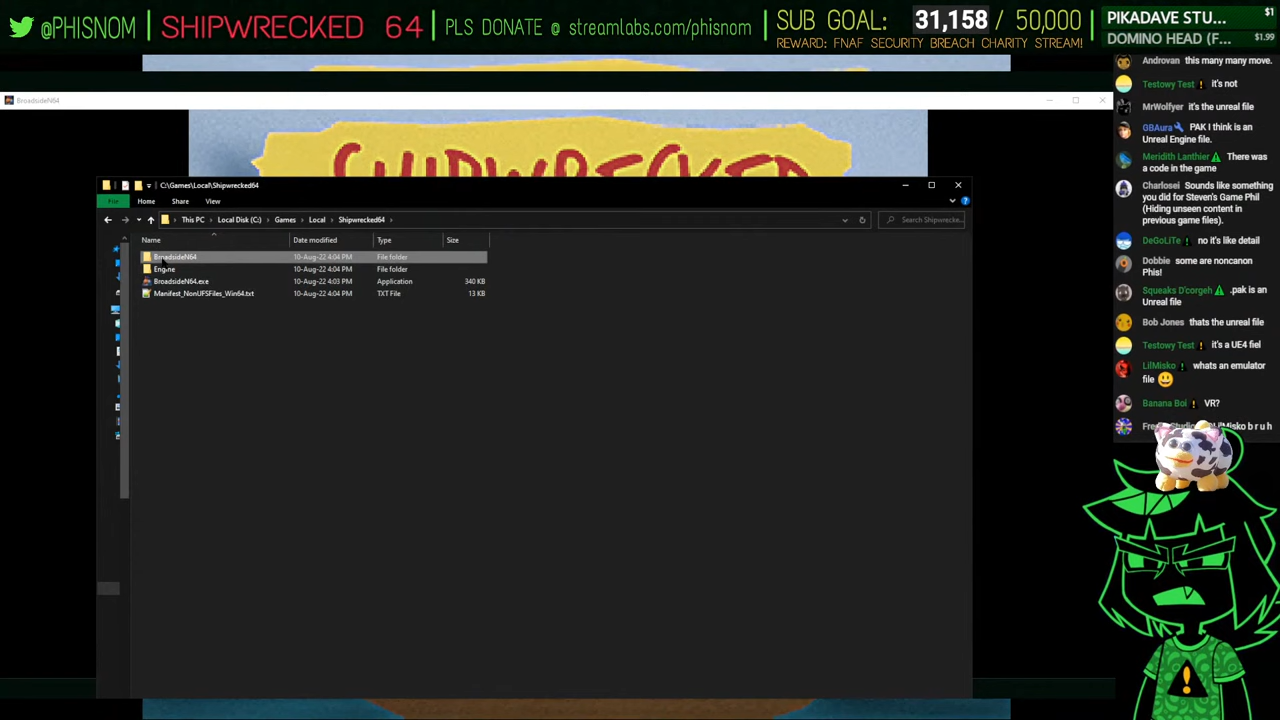 @PHISNOM
SHIPWRECKED 64
PLS DONATE @ streamlabs.com/phisnom
SUB GOAL: 31,158 / 50,000
REWARD: FNAF SECURITY BREACH CHARITY STREAM!
PIKADAVE STU... $1
DOMINO HEAD (F... $1.99
BroadsideN64
SHIPWRECKED
C:\Games\Local\Shipwrecked64
File Home Share View
This PC Local Disk (C:) Games Local Shipwrecked64
Search Shipwrecke...
Name Date modified Type Size
BroadsideN64 10-Aug-22 4:04 PM File folder
Engine 10-Aug-22 4:04 PM File folder
BroadsideN64.exe 10-Aug-22 4:03 PM Application 340 KB
Manifest_NonUFSFiles_Win64.txt 10-Aug-22 4:04 PM TXT File 13 KB
Androvan this many many move.
Testowy Test it's not
MrWolfyer it's the unreal file
GBAura PAK I think is an
Unreal Engine file.
Meridith Lanthier There was
a code in the game
Charlosei Sounds like something
you did for Steven's Game Phil
(Hiding unseen content in
previous game files).
DeGoLiTe no it's like detail
Dobbie some are noncanon
Phis!
Squeaks D'corgeh .pak is an
Unreal file
Bob Jones thats the unreal file
Testowy Test it's a UE4 fiel
LilMisko whats an emulator
file
Banana Boi VR?
LilMisko b r u h